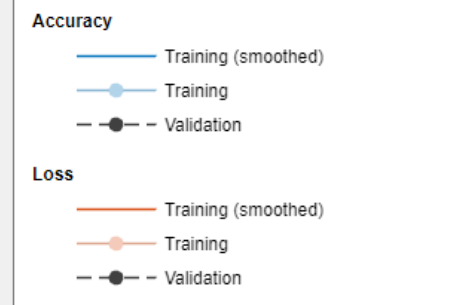 Accuracy
Training (smoothed)
Training
Validation
Loss
Training (smoothed)
Training
Validation